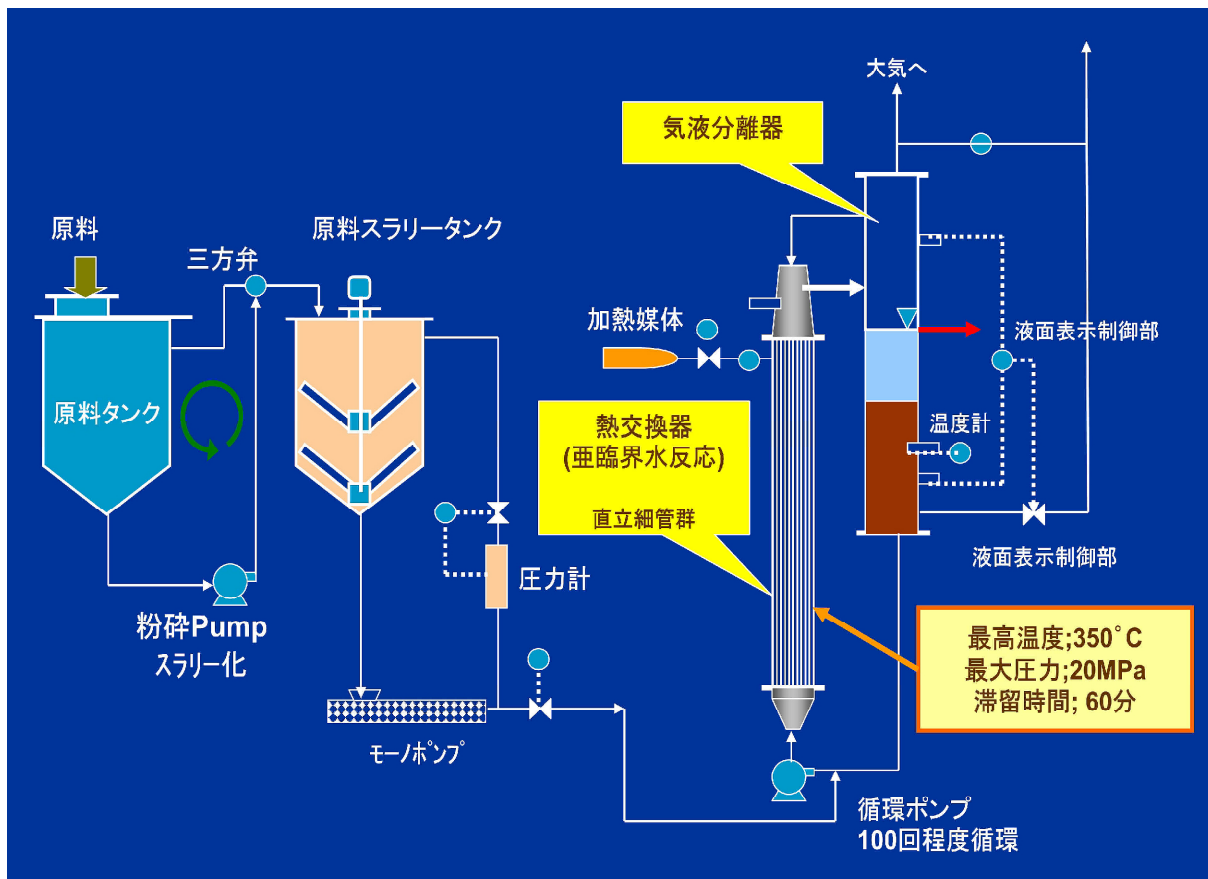 大気へ
気液分離器
原料
原料スラリータンク
三方弁
加熱媒体
液面表示制御部
原料タンク
熱交換器
(亜臨界水反応)
直立細管群
温度計
圧力計
液面表示制御部
粉砕Pump
スラリー化
最高温度;350°C
最大圧力;20MPa
滞留時間; 60分
モーノポンプ
循環ポンプ
100回程度循環